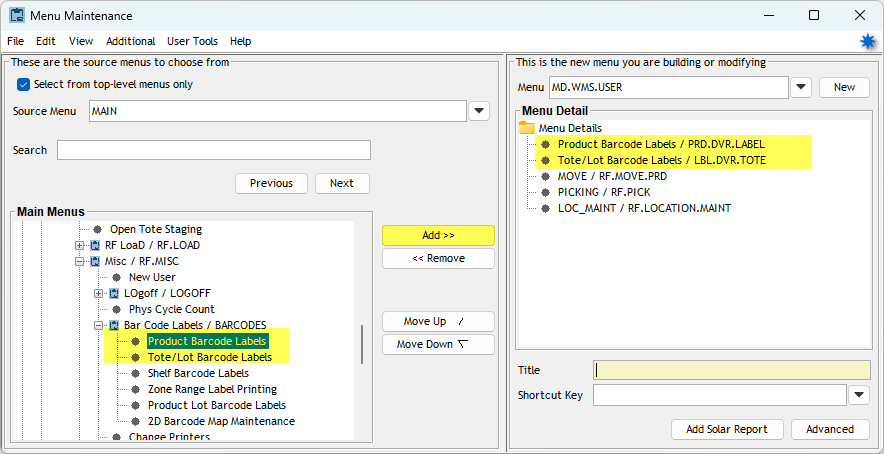 Menu Maintenance
File Edit View Additional User Tools Help
These are the source menus to choose from
Select from top-level menus only
Source Menu MAIN
Search
Previous Next
Main Menus
Open Tote Staging
RF LoaD / RF.LOAD
Misc / RF.MISC
New User
LOgoff / LOGOFF
Phys Cycle Count
Bar Code Labels / BARCODES
Product Barcode Labels
Tote/Lot Barcode Labels
Shelf Barcode Labels
Zone Range Label Printing
Product Lot Barcode Labels
2D Barcode Map Maintenance
Change Printers
Add >>
<< Remove
Move Up
Move Down
This is the new menu you are building or modifying
Menu MD.WMS.USER New
Menu Detail
Menu Details
Product Barcode Labels / PRD.DVR.LABEL
Tote/Lot Barcode Labels / LBL.DVR.TOTE
MOVE / RF.MOVE.PRD
PICKING / RF.PICK
LOC_MAINT / RF.LOCATION.MAINT
Title
Shortcut Key
Add Solar Report Advanced